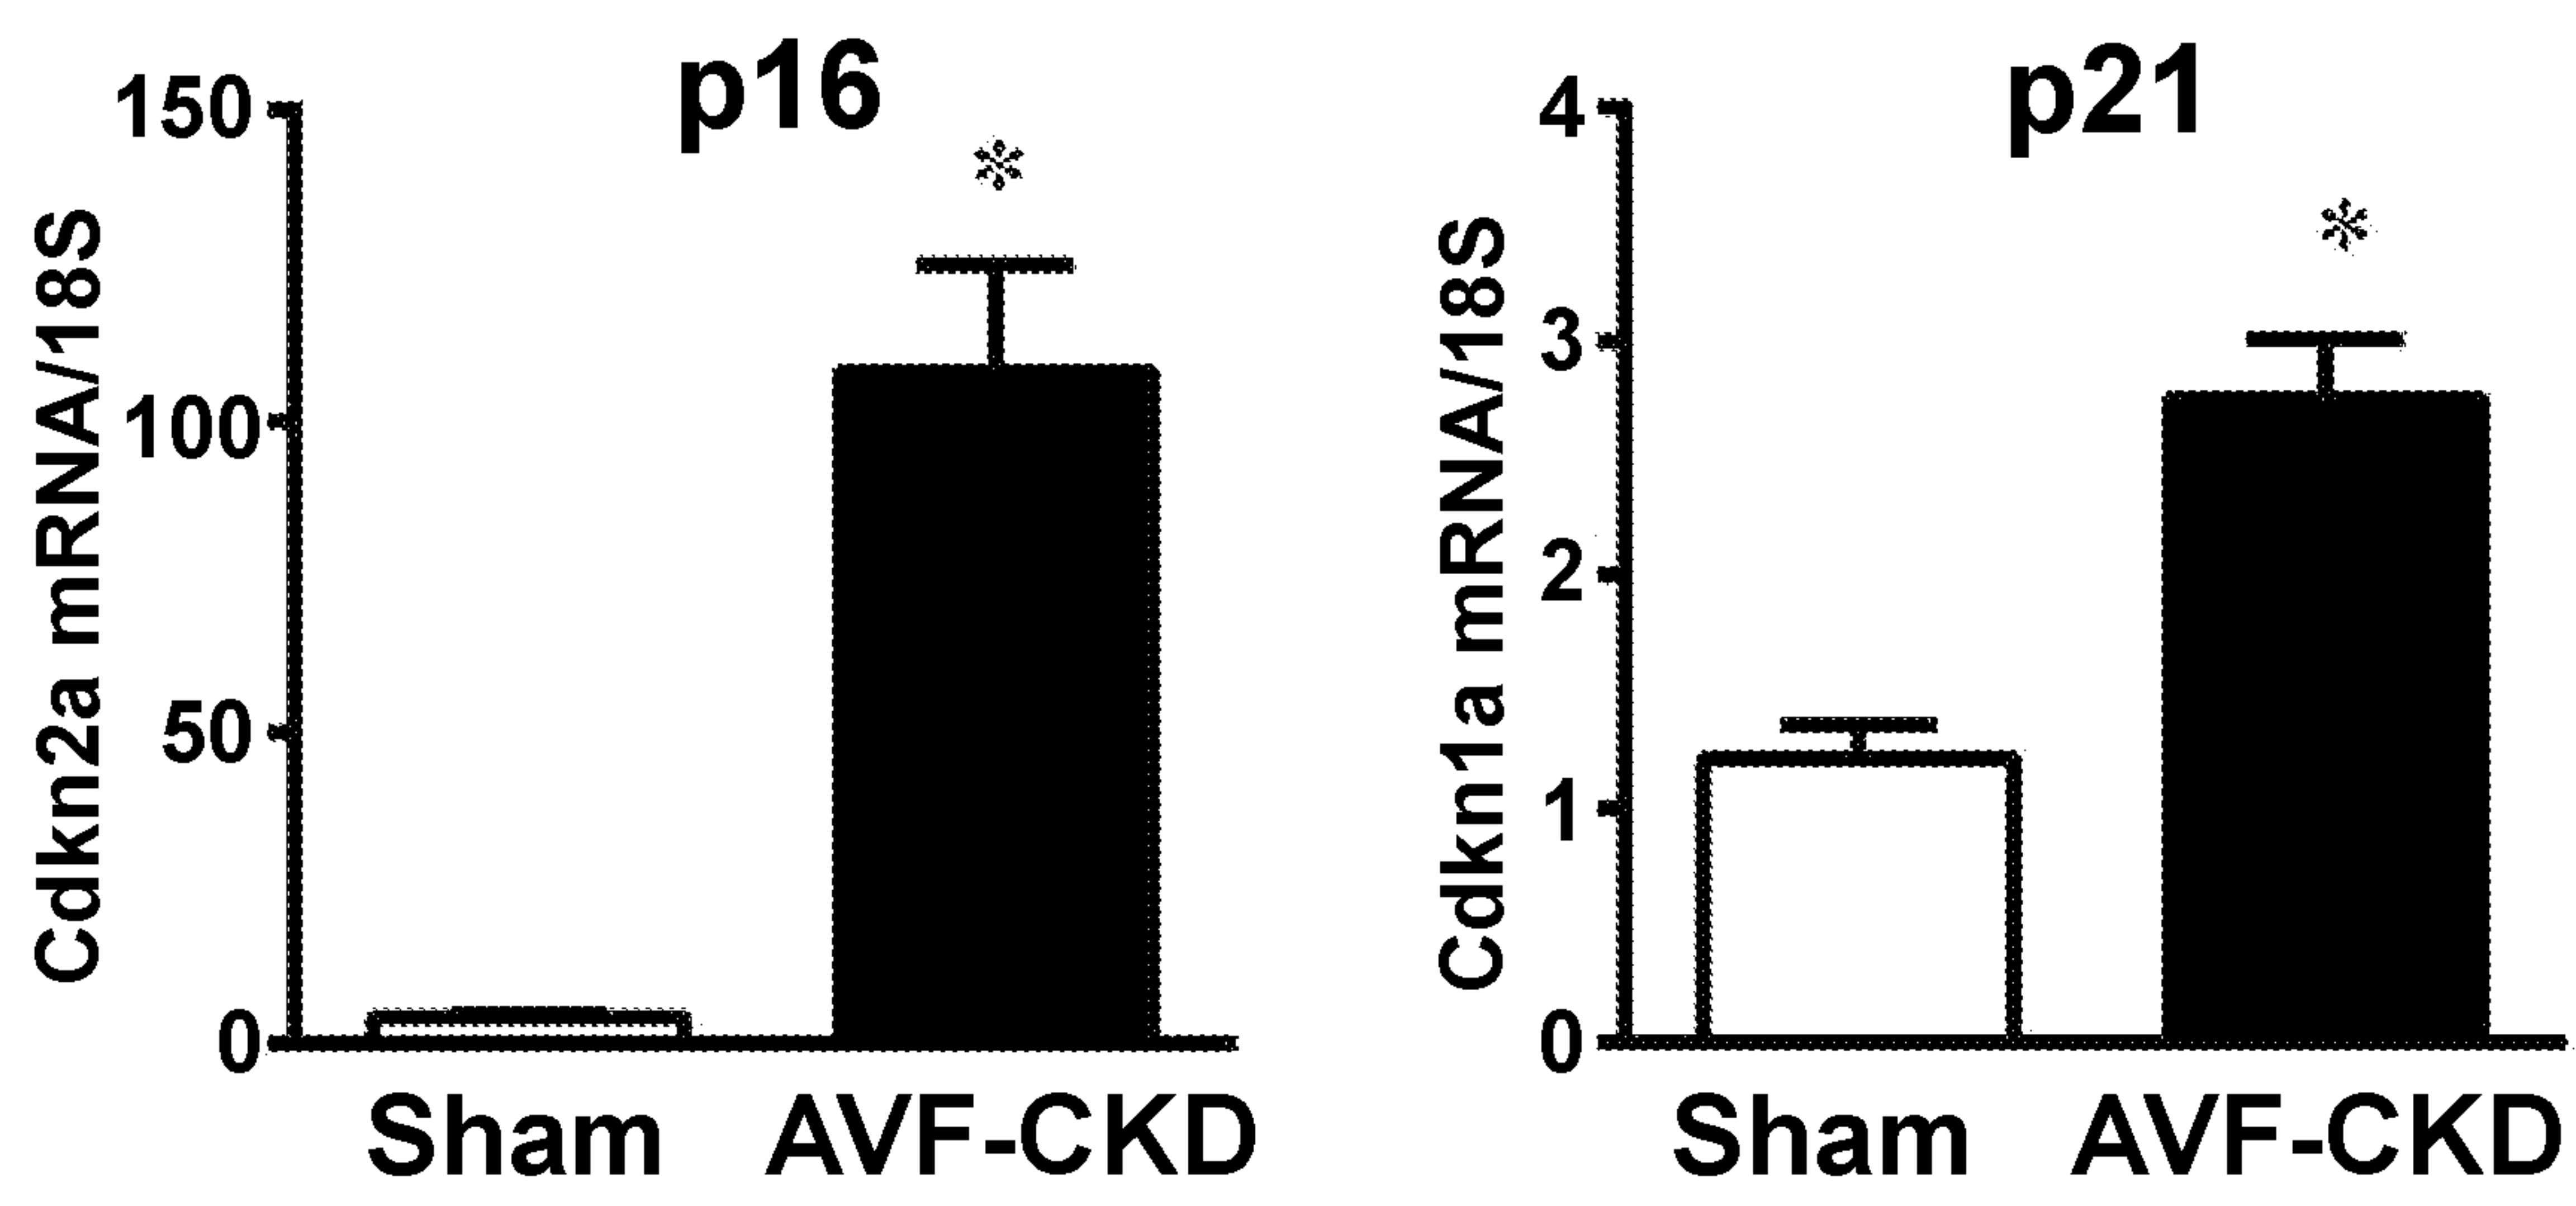 p16
Cdkn2a mRNA/18S
150
100
50
0
*
Sham AVF-CKD
p21
Cdkn1a mRNA/18S
4
3
2
1
0
*
Sham AVF-CKD